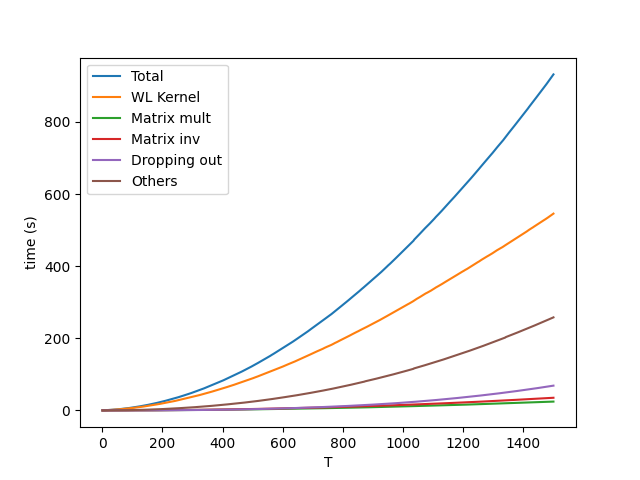 Total
WL Kernel
Matrix mult
Matrix inv
Dropping out
Others
time (s)
800
600
400
200
0
0 200 400 600 800 1000 1200 1400
T